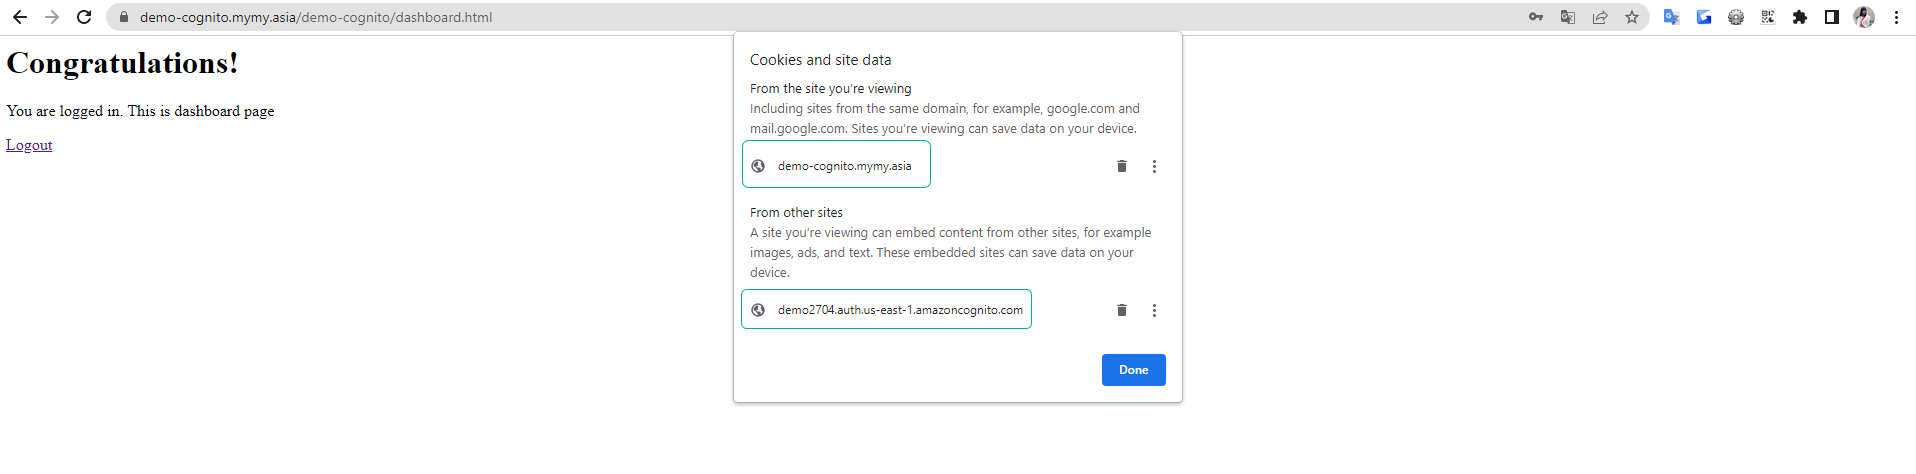 demo-cognito.mymy.asia/demo-cognito/dashboard.html
Congratulations!
You are logged in. This is dashboard page
Logout
Cookies and site data
From the site you're viewing
Including sites from the same domain, for example, google.com and
mail.google.com. Sites you're viewing can save data on your device.
demo-cognito.mymy.asia
From other sites
A site you're viewing can embed content from other sites, for example
images, ads, and text. These embedded sites can save data on your
device.
demo2704.auth.us-east-1.amazoncognito.com
Done